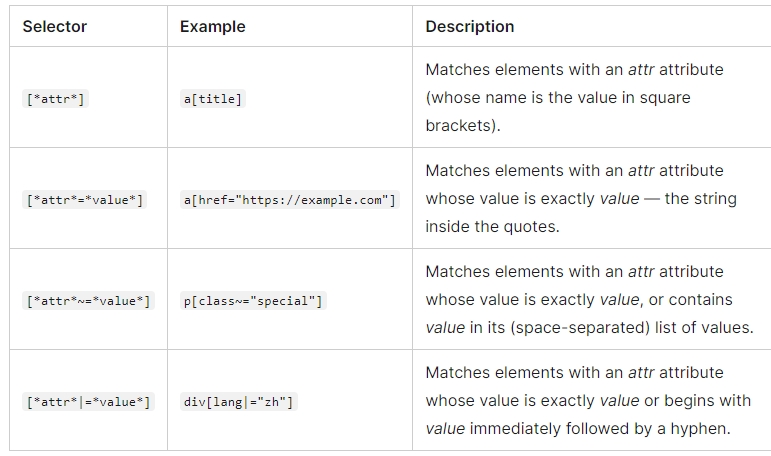 Selector Example Description
[*attr*] a[title] Matches elements with an attr attribute
(whose name is the value in square
brackets).
[*attr*=*value*] a[href="https://example.com"] Matches elements with an attr attribute
whose value is exactly value — the string
inside the quotes.
[*attr*~=*value*] p[class~="special"] Matches elements with an attr attribute
whose value is exactly value, or contains
value in its (space-separated) list of values.
[*attr*|=*value*] div[lang|="zh"] Matches elements with an attr attribute
whose value is exactly value or begins with
value immediately followed by a hyphen.